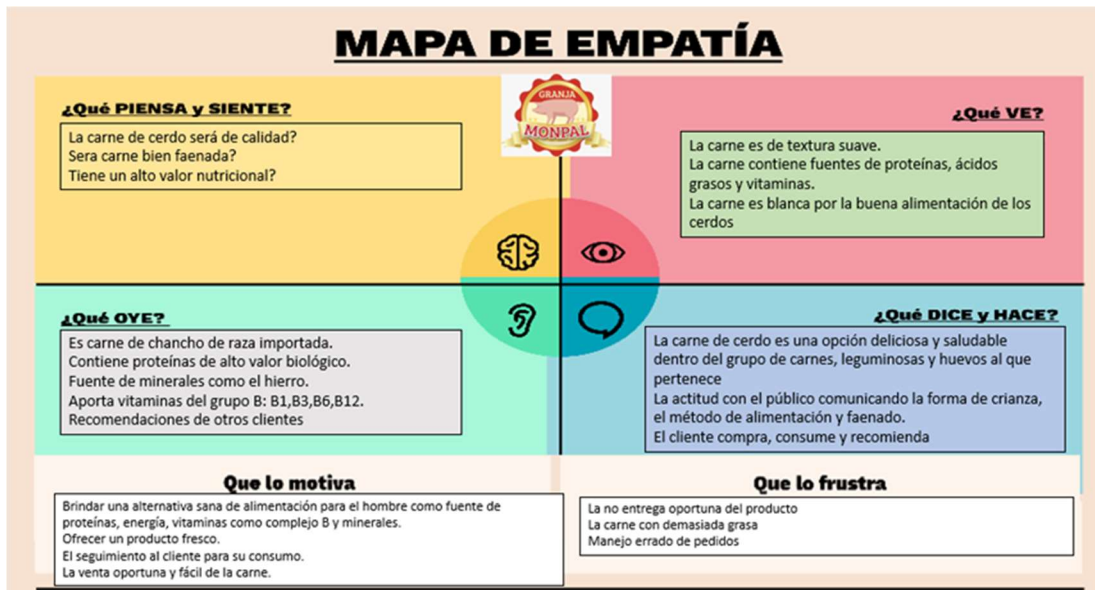 MAPA DE EMPATÍA
GRANJA
MONPAL
¿Qué PIENSA y SIENTE?
La carne de cerdo será de calidad?
Sera carne bien faenada?
Tiene un alto valor nutricional?
¿Qué VE?
La carne es de textura suave.
La carne contiene fuentes de proteínas, ácidos
grasos y vitaminas.
La carne es blanca por la buena alimentación de los
cerdos
¿Qué OYE?
Es carne de chancho de raza importada.
Contiene proteínas de alto valor biológico.
Fuente de minerales como el hierro.
Aporta vitaminas del grupo B: B1,B3,B6,B12.
Recomendaciones de otros clientes
¿Qué DICE y HACE?
La carne de cerdo es una opción deliciosa y saludable
dentro del grupo de carnes, leguminosas y huevos al que
pertenece
La actitud con el público comunicando la forma de crianza,
el método de alimentación y faenado.
El cliente compra, consume y recomienda
Que lo motiva
Brindar una alternativa sana de alimentación para el hombre como fuente de
proteínas, energía, vitaminas como complejo B y minerales.
Ofrecer un producto fresco.
El seguimiento al cliente para su consumo.
La venta oportuna y fácil de la carne.
Que lo frustra
La no entrega oportuna del producto
La carne con demasiada grasa
Manejo errado de pedidos